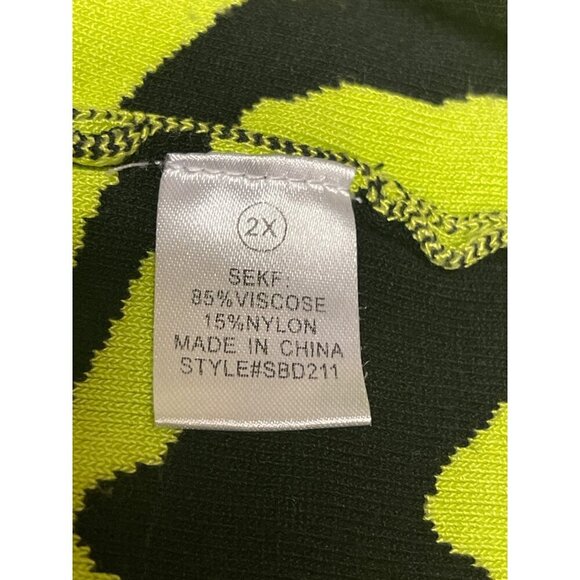 2X
SEKF:
85%VISCOSE
15%NYLON
MADE IN CHINA
STYLE#SBD211